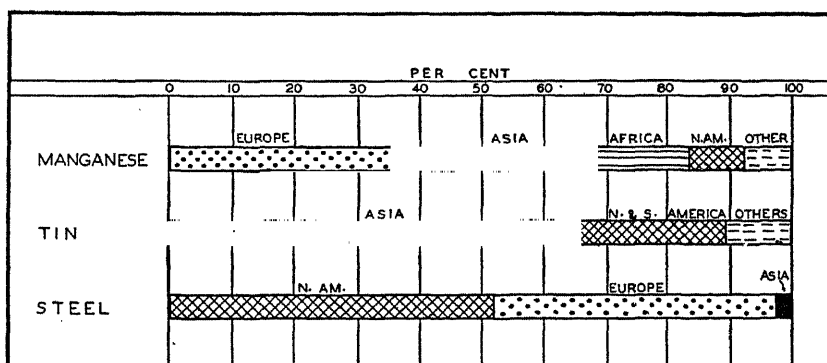 PER CENT
0 10 20 30 40 50 60 70 80 90 100
EUROPE ASIA AFRICA N.AM. OTHER
MANGANESE
ASIA N. & S. AMERICA OTHERS
TIN
N. AM. EUROPE ASIA
STEEL